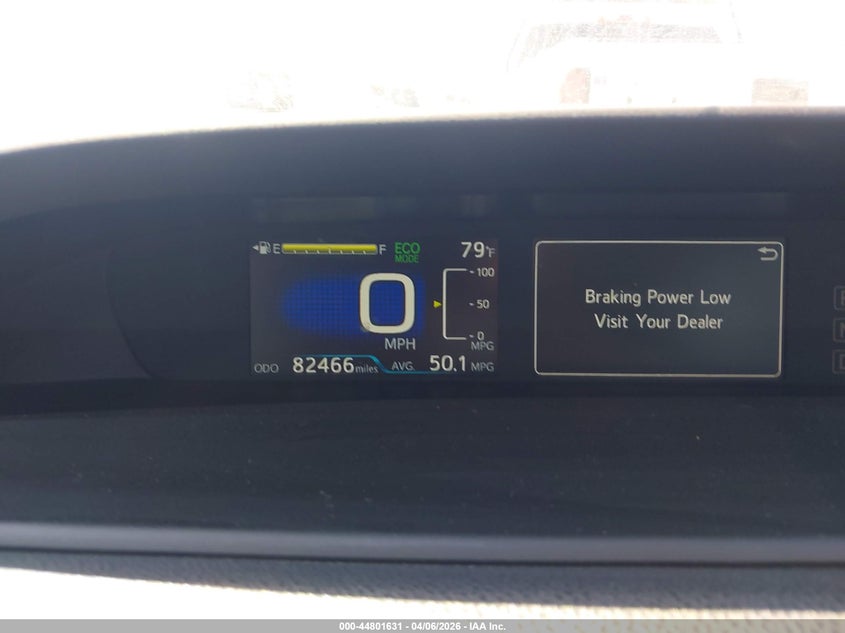 E F ECO MODE 79°F
0
MPH
100
50
0
MPG
ODO 82466 miles AVG. 50.1 MPG
Braking Power Low
Visit Your Dealer
000-44801631 - 04/06/2026 - IAA Inc.